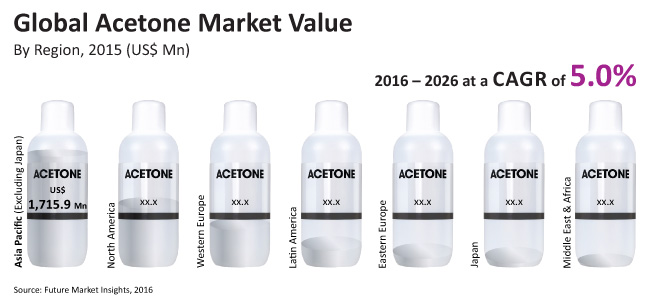 Global Acetone Market Value
By Region, 2015 (US$ Mn)
2016 – 2026 at a CAGR of 5.0%
Asia Pacific (Excluding Japan)
ACETONE
US$
1,715.9 Mn
North America
ACETONE
xx.x
Western Europe
ACETONE
xx.x
Latin America
ACETONE
xx.x
Eastern Europe
ACETONE
xx.x
Japan
ACETONE
xx.x
Middle East & Africa
ACETONE
xx.x
Source: Future Market Insights, 2016